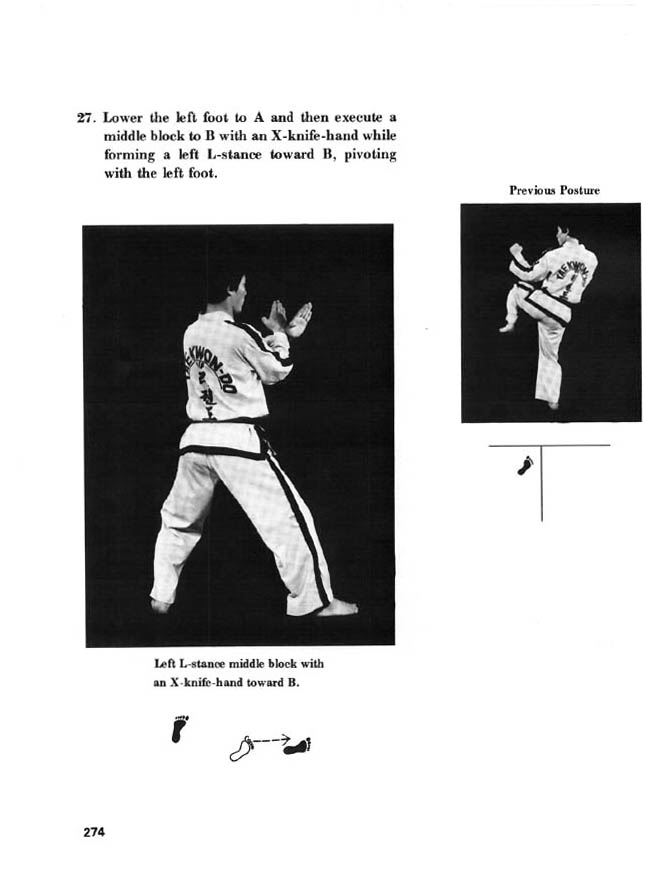 27. Lower the left foot to A and then execute a
middle block to B with an X-knife-hand while
forming a left L-stance toward B, pivoting
with the left foot.
Previous Posture
TAEKWON-DO
TAEKWON-DO
Left L-stance middle block with
an X-knife-hand toward B.
274